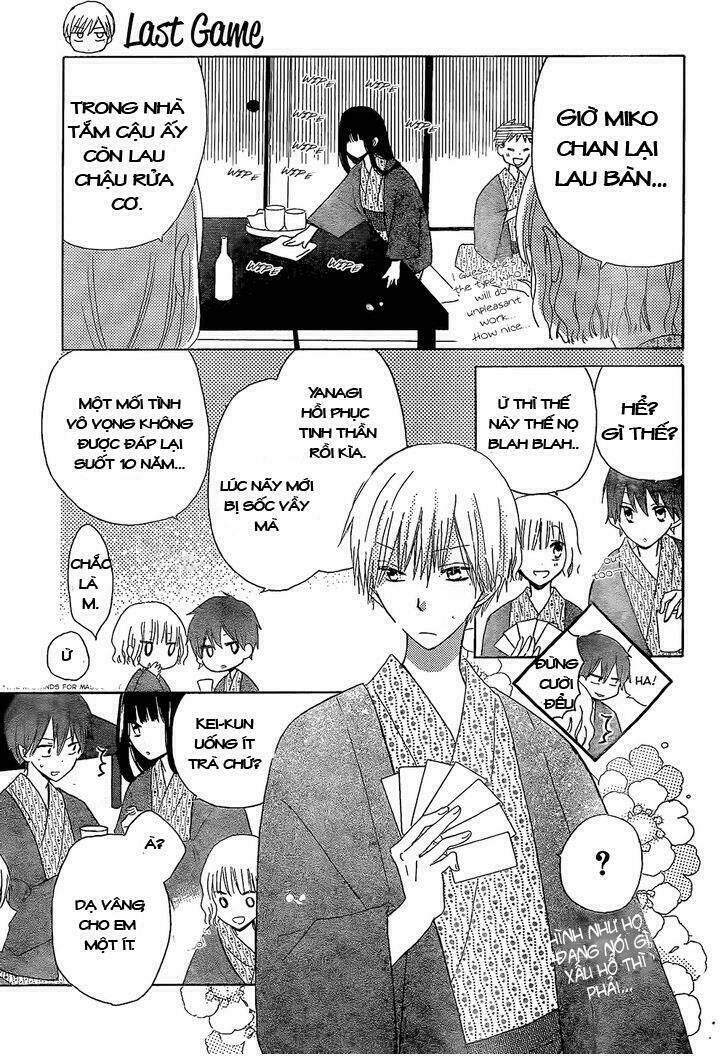 LAST GAME
GIỜ MIKO
CHAN LẠI
LAU BÀN...
WIPE
WIPE
WIPE
WIPE
WIPE
WIPE
WIPE
WIPE
TRONG NHÀ
TẮM CẬU ẤY
CÒN LAU
CHẬU RỬA
CƠ.
I GUESS
THE TYPE
WILL DO
UNPLEASANT
WORK...
HOW NICE...
HỂ?
GÌ THẾ?
Ừ THÌ THẾ
NÀY THẾ NỌ
BLAH BLAH..
YANAGI
HỒI PHỤC
TINH THẦN
RỒI KÌA.
LÚC NÃY MỚI
BỊ SỐC VẦY
MÀ
MỘT MỐI TÌNH
VÔ VỌNG KHÔNG
ĐƯỢC ĐÁP LẠI
SUỐT 10 NĂM...
CHẮC
LÀ M.
Ừ
ĐỪNG
CƯỜI
ĐỂU
HA!
KEI-KUN
UỐNG ÍT
TRÀ CHỨ?
À?
DẠ VÂNG,
CHO EM
MỘT ÍT.
?
HÌNH NHƯ HỌ
ĐANG NÓI GÌ
XẤU HỔ THÌ
PHẢI...